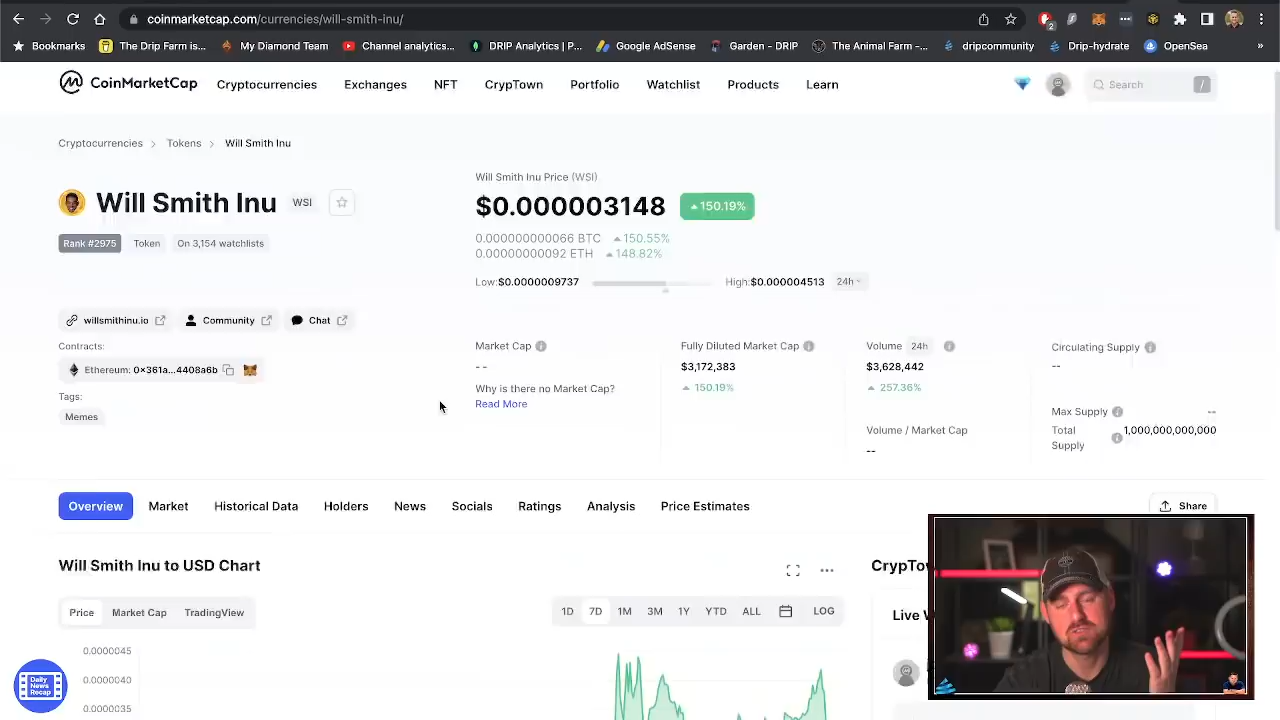 coinmarketcap.com/currencies/will-smith-inu/
2
Bookmarks The Drip Farm is... My Diamond Team Channel analytics... DRIP Analytics | P... Google AdSense Garden - DRIP The Animal Farm -... dripcommunity Drip-hydrate OpenSea »
CoinMarketCap Cryptocurrencies Exchanges NFT CrypTown Portfolio Watchlist Products Learn Search /
Cryptocurrencies > Tokens > Will Smith Inu
Will Smith Inu Price (WSI)
Will Smith Inu WSI
$0.000003148 150.19%
Rank #2975 Token On 3,154 watchlists
0.000000000066 BTC 150.55%
0.00000000092 ETH 148.82%
Low:$0.0000009737 High:$0.000004513 24h
willsmithinu.io Community Chat
Contracts:
Ethereum: 0x361a...4408a6b
Tags:
Memes
Market Cap
- -
Why is there no Market Cap?
Read More
Fully Diluted Market Cap
$3,172,383
150.19%
Volume 24h
$3,628,442
257.36%
Volume / Market Cap
--
Circulating Supply
--
Max Supply --
Total Supply 1,000,000,000,000
Overview Market Historical Data Holders News Socials Ratings Analysis Price Estimates Share
Will Smith Inu to USD Chart
Price Market Cap TradingView
1D 7D 1M 3M 1Y YTD ALL LOG
0.0000045
0.0000040
0.0000035
Daily
News
Recap